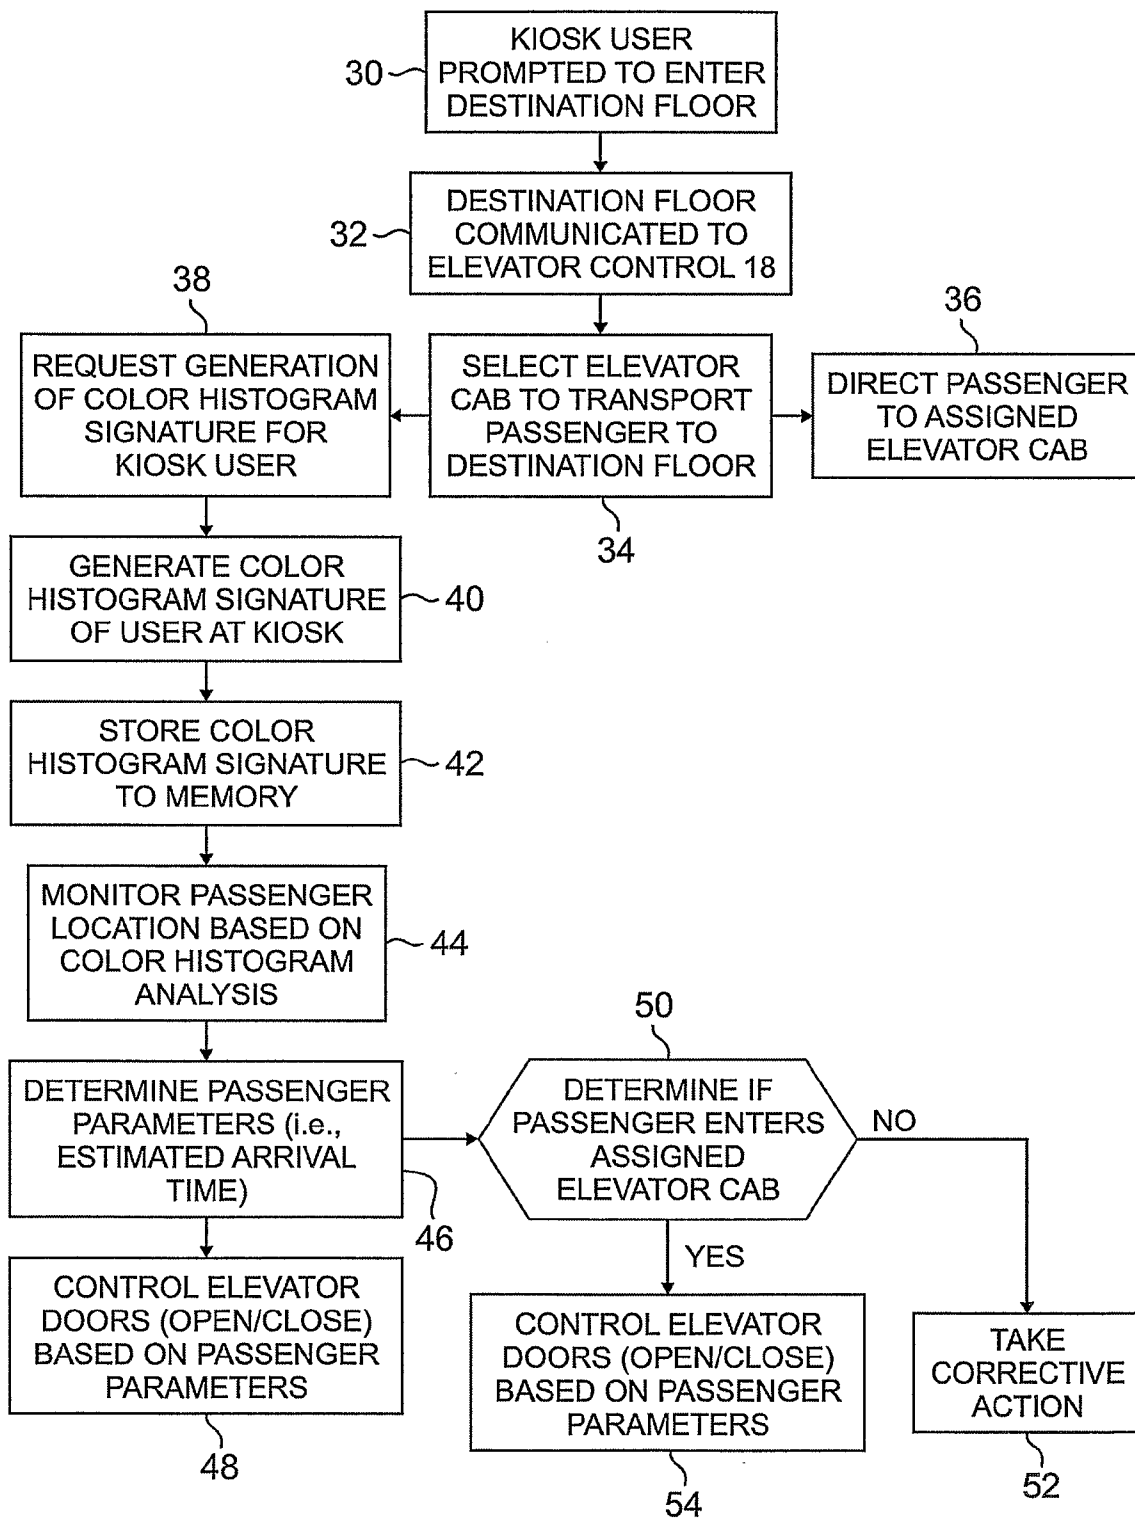 KIOSK USER
PROMPTED TO ENTER
DESTINATION FLOOR
30
DESTINATION FLOOR
COMMUNICATED TO
ELEVATOR CONTROL 18
32
38
REQUEST GENERATION
OF COLOR HISTOGRAM
SIGNATURE FOR
KIOSK USER
SELECT ELEVATOR
CAB TO TRANSPORT
PASSENGER TO
DESTINATION FLOOR
34
36
DIRECT PASSENGER
TO ASSIGNED
ELEVATOR CAB
GENERATE COLOR
HISTOGRAM SIGNATURE
OF USER AT KIOSK
40
STORE COLOR
HISTOGRAM SIGNATURE
TO MEMORY
42
MONITOR PASSENGER
LOCATION BASED ON
COLOR HISTOGRAM
ANALYSIS
44
DETERMINE PASSENGER
PARAMETERS (i.e.,
ESTIMATED ARRIVAL
TIME)
46
50
DETERMINE IF
PASSENGER ENTERS
ASSIGNED
ELEVATOR CAB
NO
YES
CONTROL ELEVATOR
DOORS (OPEN/CLOSE)
BASED ON PASSENGER
PARAMETERS
48
CONTROL ELEVATOR
DOORS (OPEN/CLOSE)
BASED ON PASSENGER
PARAMETERS
54
TAKE
CORRECTIVE
ACTION
52